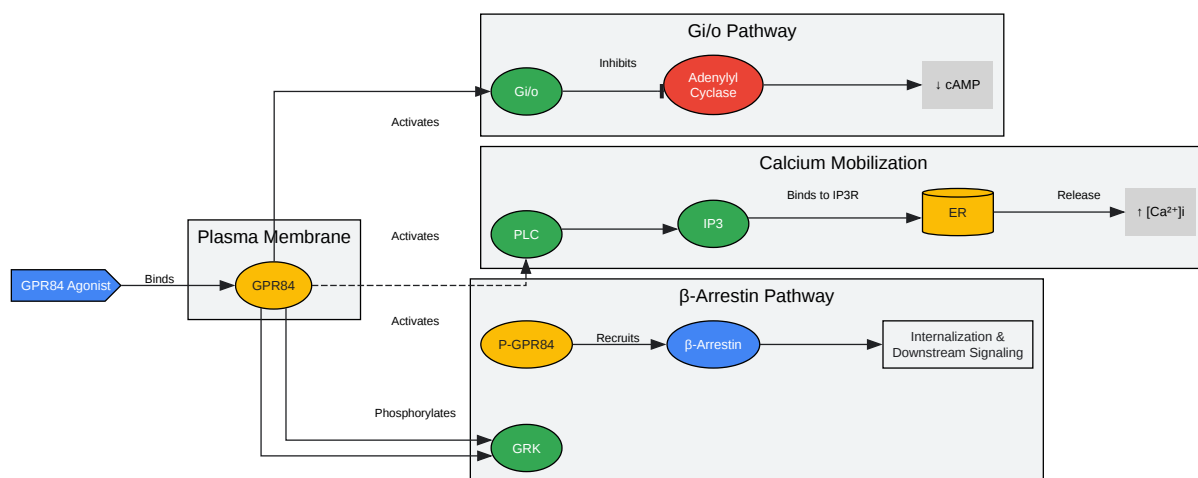 Gi/o Pathway
Gi/o
Inhibits
Adenylyl
Cyclase
↓ cAMP
Activates
Calcium Mobilization
PLC
IP3
Binds to IP3R
ER
Release
↑ [Ca²⁺]i
Activates
Plasma Membrane
GPR84 Agonist
Binds
GPR84
Activates
β-Arrestin Pathway
P-GPR84
Recruits
β-Arrestin
Internalization &
Downstream Signaling
Phosphorylates
GRK